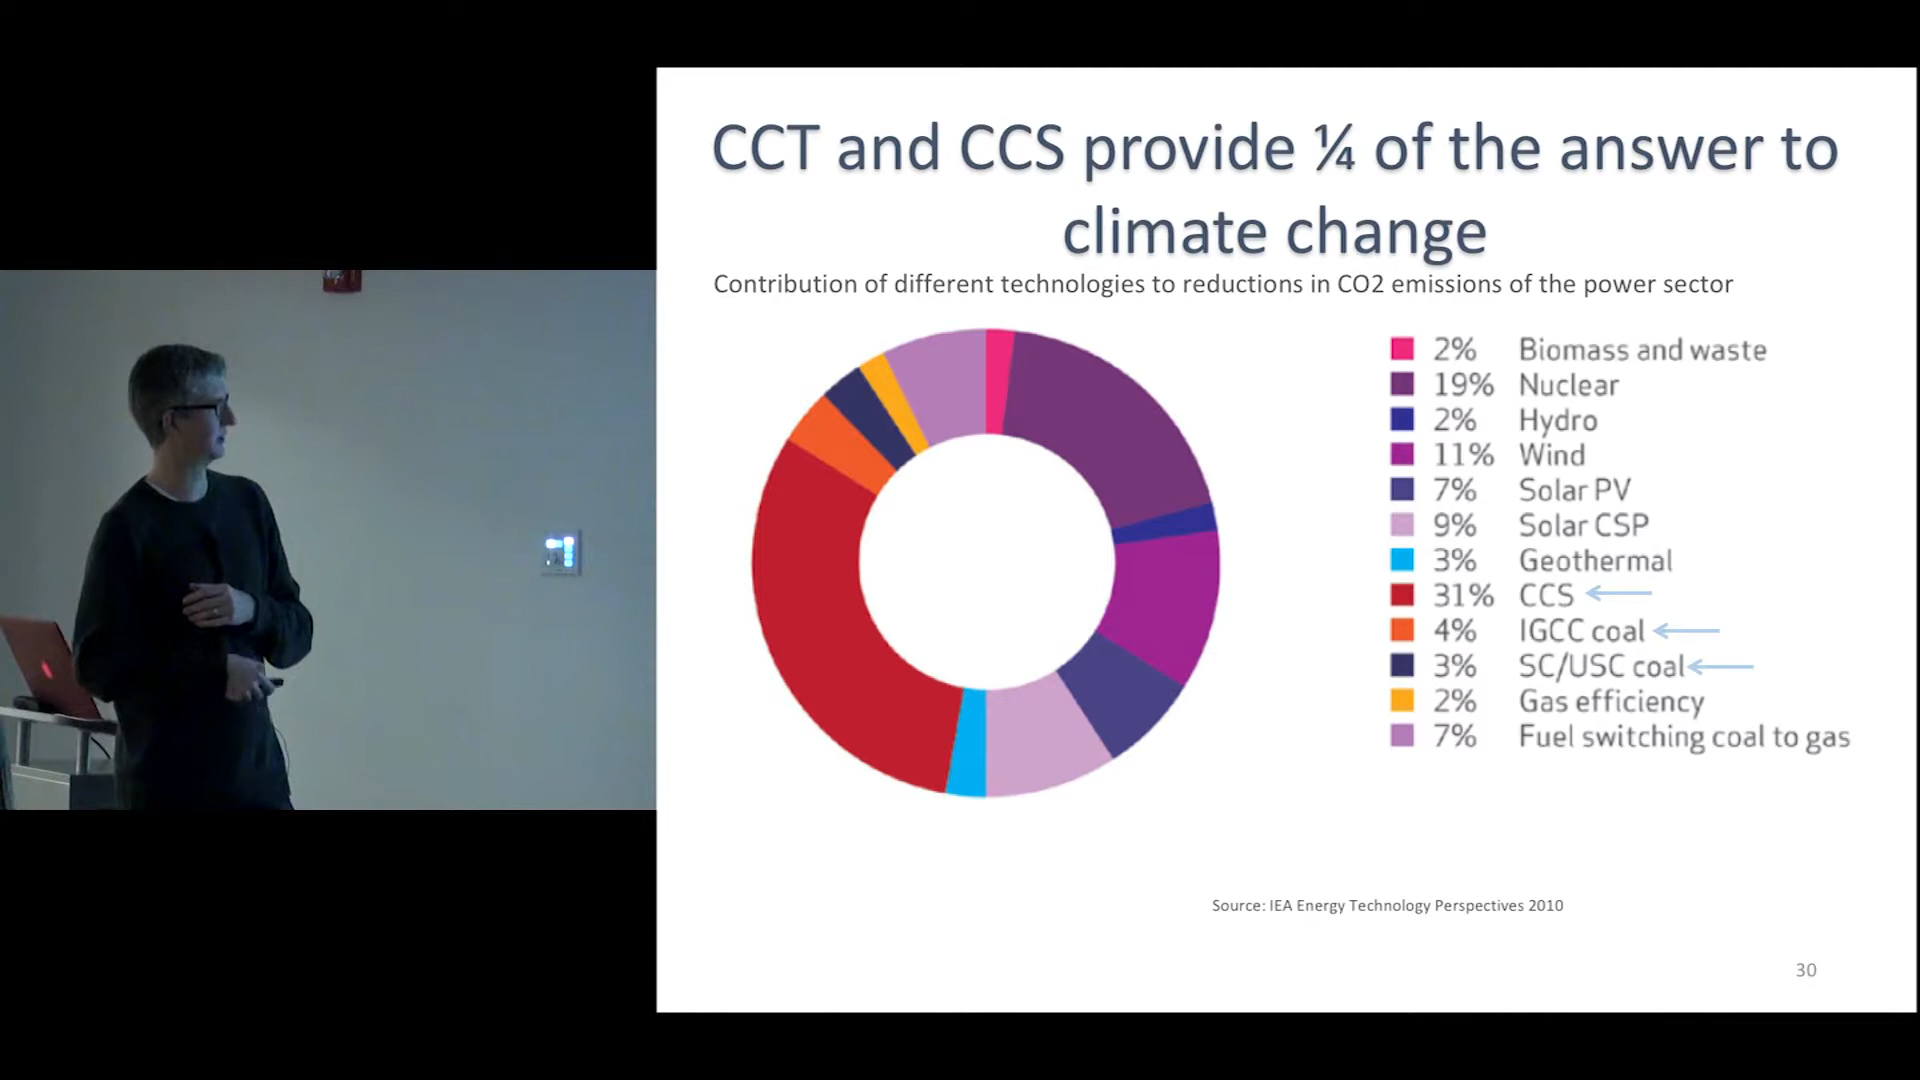 CCT and CCS provide ¼ of the answer to
climate change
Contribution of different technologies to reductions in CO2 emissions of the power sector
2% Biomass and waste
19% Nuclear
2% Hydro
11% Wind
7% Solar PV
9% Solar CSP
3% Geothermal
31% CCS
4% IGCC coal
3% SC/USC coal
2% Gas efficiency
7% Fuel switching coal to gas
Source: IEA Energy Technology Perspectives 2010
30